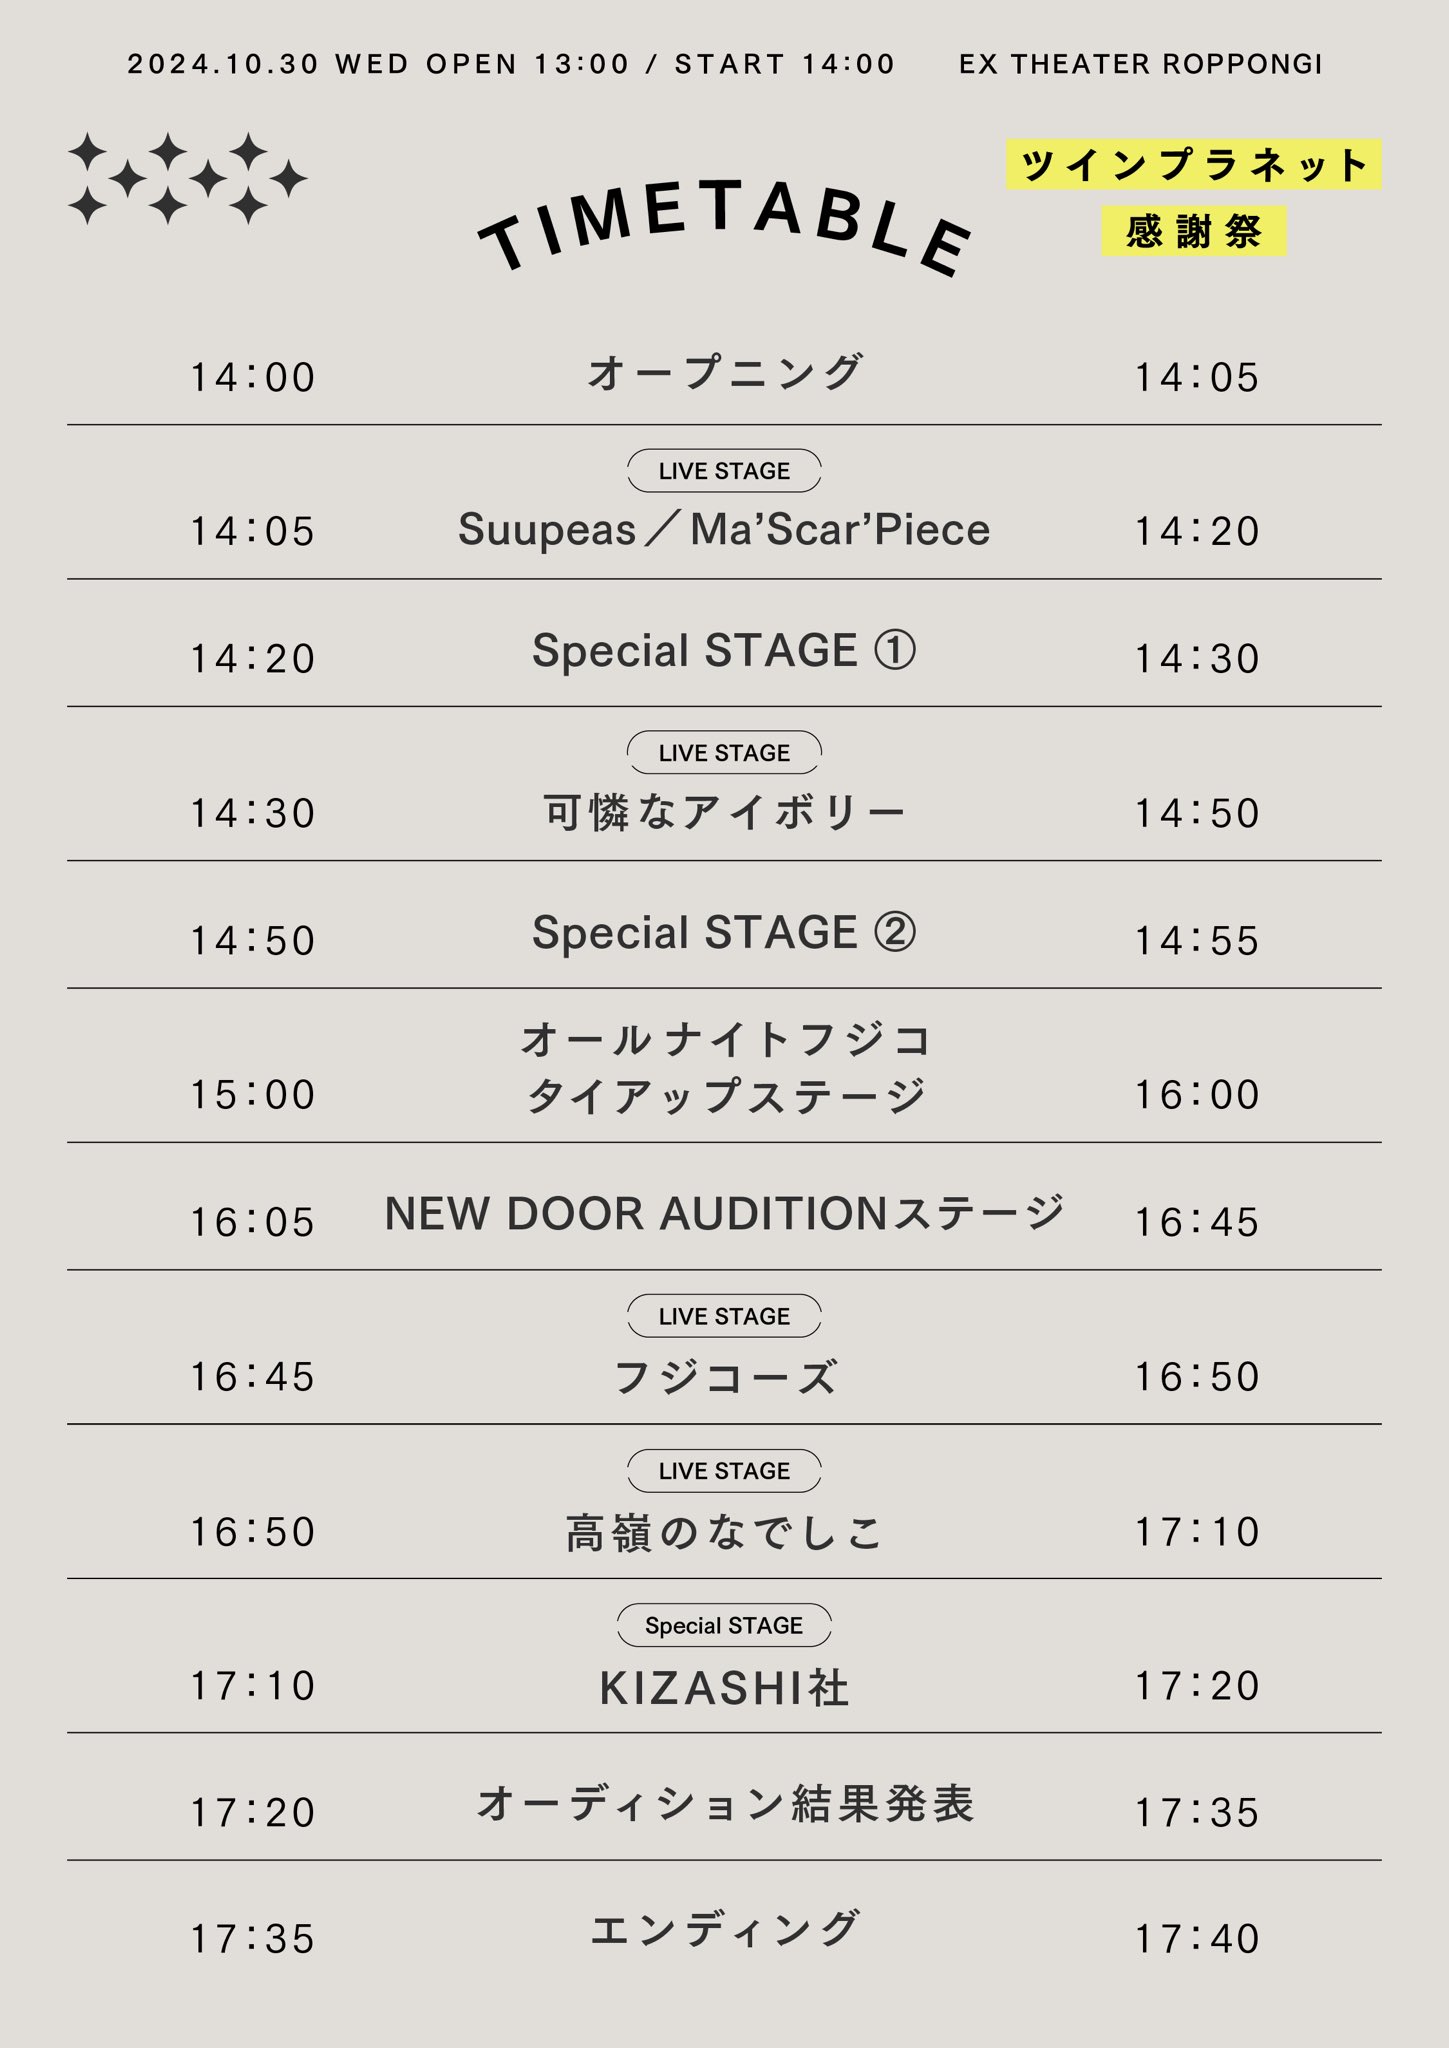 2024.10.30 WED OPEN 13:00 / START 14:00 EX THEATER ROPPONGI
TIMETABLE
ツインプラネット
感謝祭
14:00 オープニング 14:05
LIVE STAGE
14:05 Suupeas／Ma’Scar’Piece 14:20
14:20 Special STAGE ① 14:30
LIVE STAGE
14:30 可憐なアイボリー 14:50
14:50 Special STAGE ② 14:55
オールナイトフジコ
15:00 タイアップステージ 16:00
16:05 NEW DOOR AUDITIONステージ 16:45
LIVE STAGE
16:45 フジコーズ 16:50
LIVE STAGE
16:50 高嶺のなでしこ 17:10
Special STAGE
17:10 KIZASHI社 17:20
17:20 オーディション結果発表 17:35
17:35 エンディング 17:40